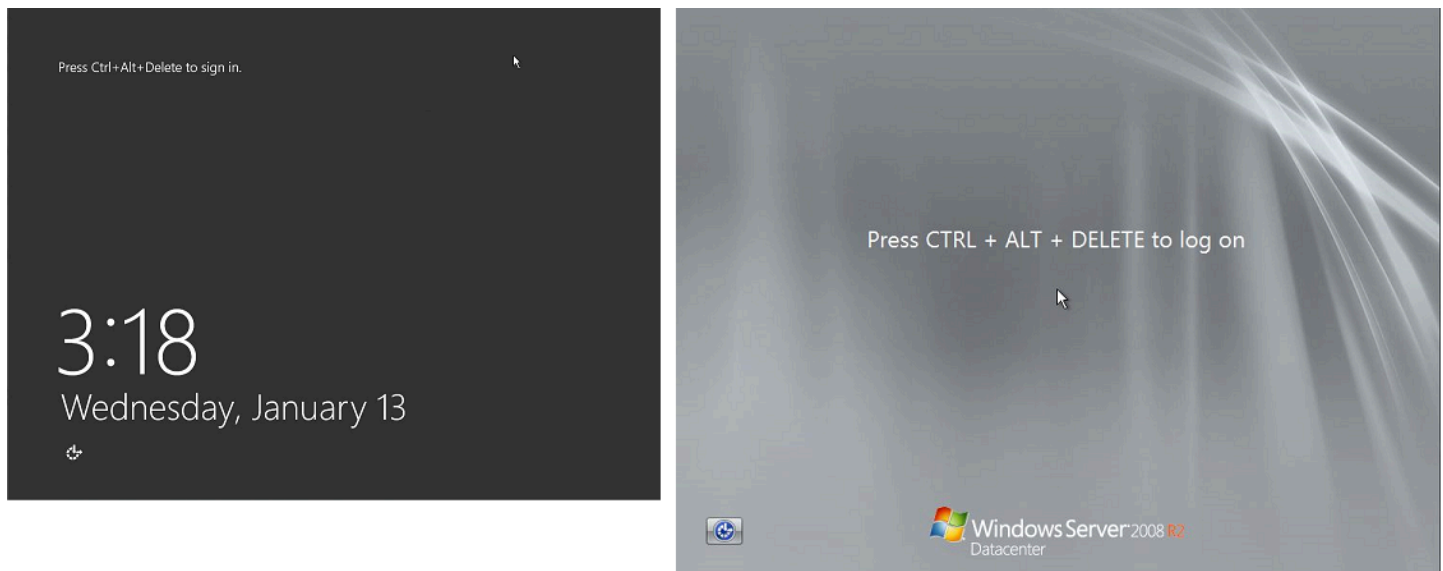 Press Ctrl+Alt+Delete to sign in.
3:18
Wednesday, January 13
Press CTRL + ALT + DELETE to log on
Windows Server 2008 R2
Datacenter